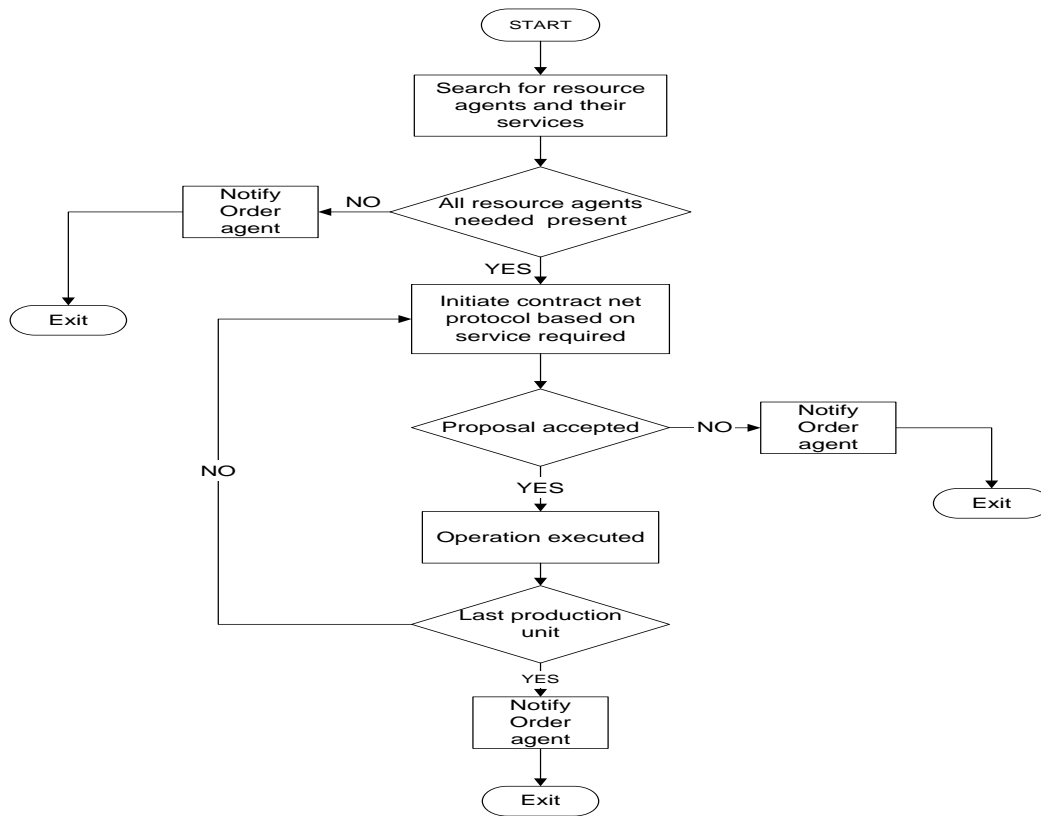 START
Search for resource
agents and their
services
All resource agents
needed present
NO
Notify
Order
agent
Exit
YES
Initiate contract net
protocol based on
service required
Proposal accepted
NO
Notify
Order
agent
Exit
YES
Operation executed
Last production
unit
NO
YES
Notify
Order
agent
Exit